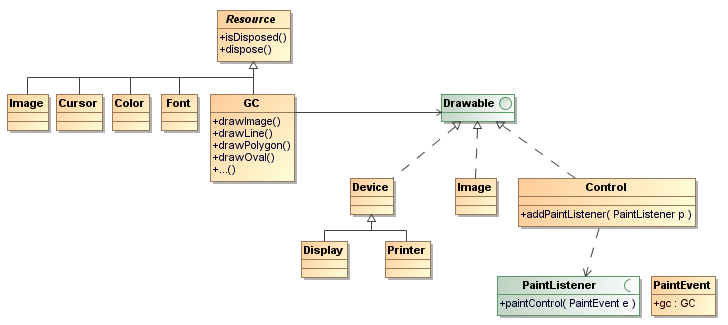 Resource
+isDisposed()
+dispose()
Image
Cursor
Color
Font
GC
+drawImage()
+drawLine()
+drawPolygon()
+drawOval()
+...()
Drawable
Device
Image
Control
+addPaintListener( PaintListener p )
Display
Printer
PaintListener
+paintControl( PaintEvent e )
PaintEvent
+gc : GC